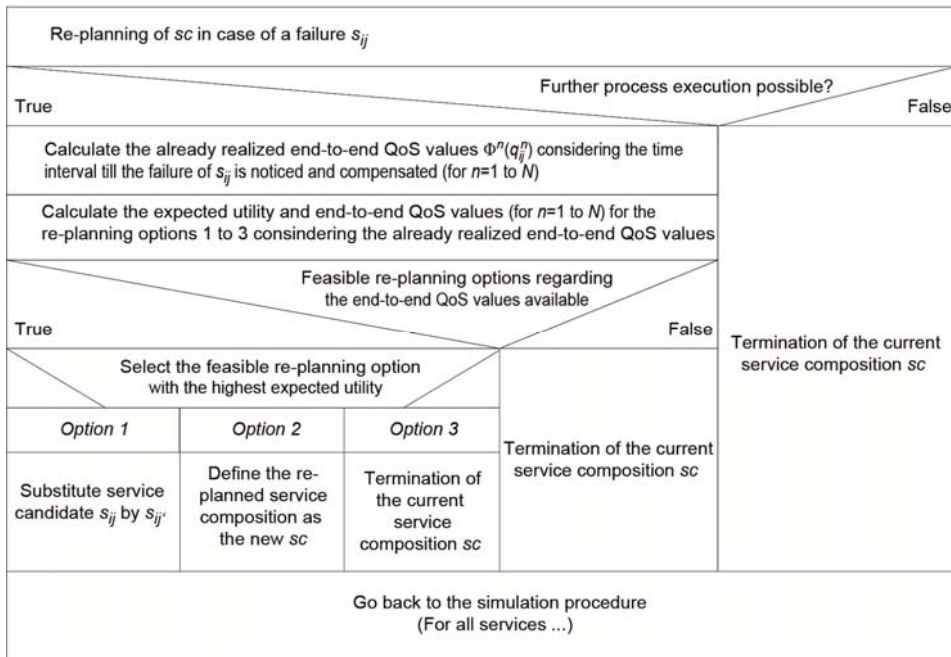 Re-planning of sc in case of a failure s_ij
Further process execution possible?
True
False
Calculate the already realized end-to-end QoS values Φ^n(q_ij^n) considering the time
interval till the failure of s_ij is noticed and compensated (for n=1 to N)
Calculate the expected utility and end-to-end QoS values (for n=1 to N) for the
re-planning options 1 to 3 consindering the already realized end-to-end QoS values
Feasible re-planning options regarding
the end-to-end QoS values available
True
False
Termination of the current
service composition sc
Select the feasible re-planning option
with the highest expected utility
Option 1
Option 2
Option 3
Termination of the current
service composition sc
Substitute service
candidate s_ij by s_ij'
Define the re-
planned service
composition as
the new sc
Termination of
the current
service
composition sc
Go back to the simulation procedure
(For all services ...)